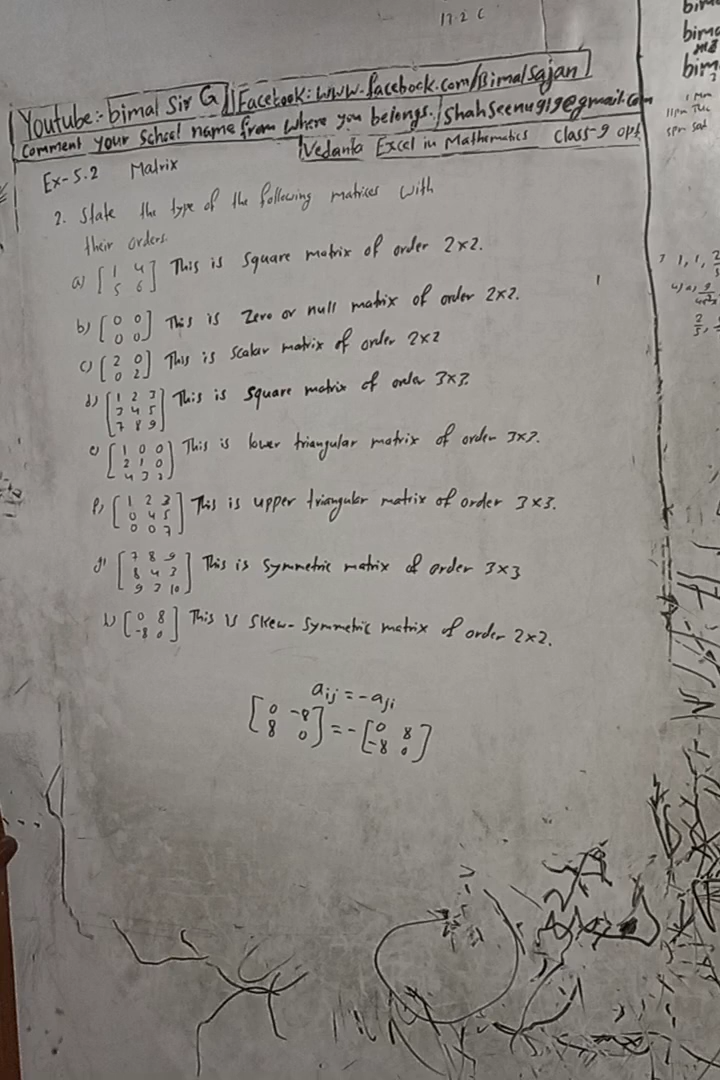 17.2 C
Youtube:- bimal Sir G || Facebook: www.facebook.com/Bimalsajan
Comment your school name from where you belongs. / shahseenu919@gmail.com
Vedanta Excel in Mathematics class-9 opt.
Ex-5.2 Matrix
2. State the type of the following matrices with
their orders.
a) [1 4
5 6] This is square matrix of order 2×2.
b) [0 0
0 0] This is Zero or null matrix of order 2×2.
c) [2 0
0 2] This is scalar matrix of order 2×2
d) [1 2 3
3 4 5
7 8 9] This is square matrix of order 3×3.
e) [1 0 0
2 1 0
4 3 2] This is lower triangular matrix of order 3×3.
f) [1 2 3
0 4 5
0 0 7] This is upper triangular matrix of order 3×3.
g) [7 8 9
8 4 3
9 3 10] This is symmetric matrix of order 3×3
h) [0 8
-8 0] This is skew-symmetric matrix of order 2×2.
aij = -aji
[0 -8
8 0] = - [0 8
-8 0]
bima
bim